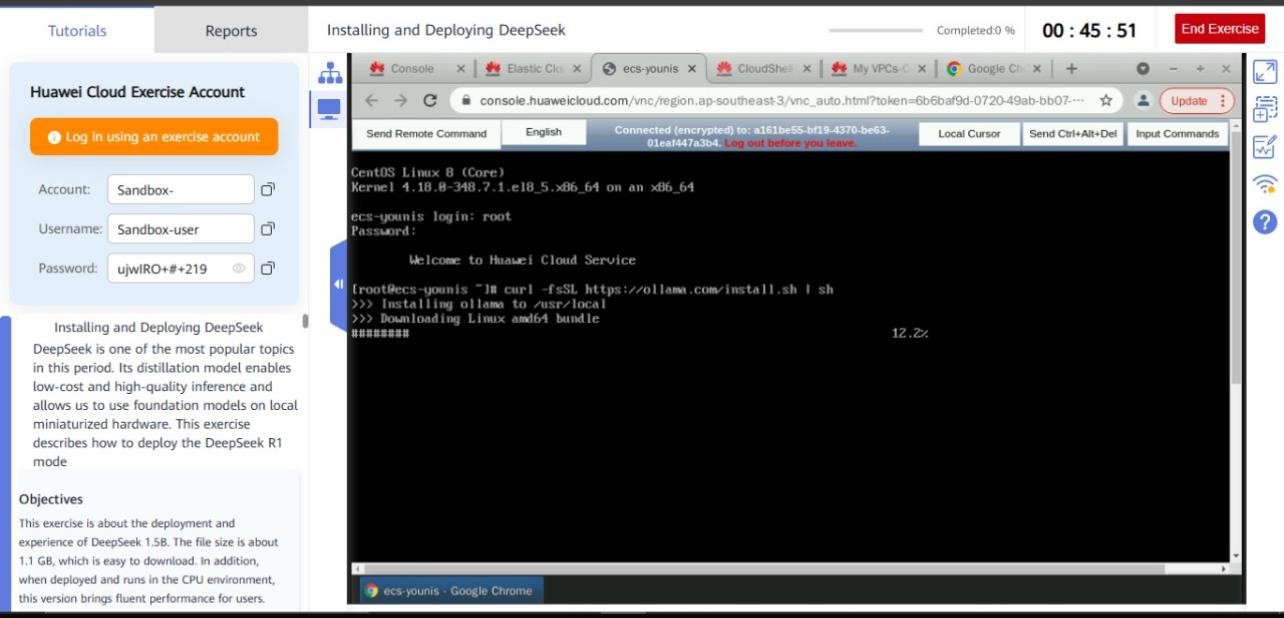 Tutorials
Reports
Installing and Deploying DeepSeek
Completed:0 %
00 : 45 : 51
End Exercise
Huawei Cloud Exercise Account
Log in using an exercise account
Account: Sandbox-
Username: Sandbox-user
Password: ujwIRO+#+219
Installing and Deploying DeepSeek
DeepSeek is one of the most popular topics
in this period. Its distillation model enables
low-cost and high-quality inference and
allows us to use foundation models on local
miniaturized hardware. This exercise
describes how to deploy the DeepSeek R1
mode
Objectives
This exercise is about the deployment and
experience of DeepSeek 1.5B. The file size is about
1.1 GB, which is easy to download. In addition,
when deployed and runs in the CPU environment,
this version brings fluent performance for users.
Console
Elastic Clo
ecs-younis
CloudShell
My VPCs-C
Google Ch
console.huaweicloud.com/vnc/region.ap-southeast-3/vnc_auto.html?token=6b6baf9d-0720-49ab-bb07-···
Update
Send Remote Command
English
Connected (encrypted) to: a161be55-bf19-4370-be63-
01eaf447a3b4. Log out before you leave.
Local Cursor
Send Ctrl+Alt+Del
Input Commands
CentOS Linux 8 (Core)
Kernel 4.18.0-348.7.1.el8_5.x86_64 on an x86_64
ecs-younis login: root
Password:
Welcome to Huawei Cloud Service
[root@ecs-younis ~]# curl -fsSL https://ollama.com/install.sh | sh
>>> Installing ollama to /usr/local
>>> Downloading Linux amd64 bundle
######## 12.2%
ecs-younis - Google Chrome